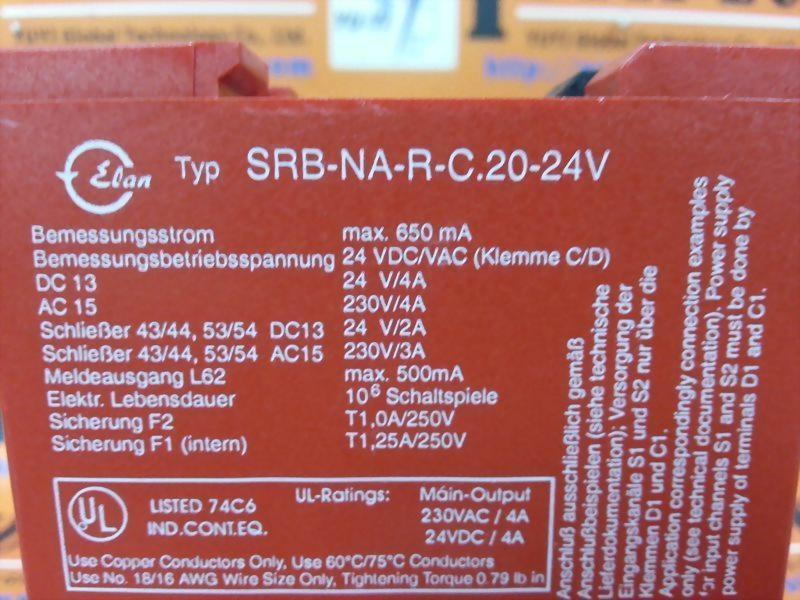 YUYI Global Technology Co., Ltd.
Elan
Typ SRB-NA-R-C.20-24V
Bemessungsstrom max. 650 mA
Bemessungsbetriebsspannung 24 VDC/VAC (Klemme C/D)
DC 13 24 V/4A
AC 15 230V/4A
Schließer 43/44, 53/54 DC13 24 V/2A
Schließer 43/44, 53/54 AC15 230V/3A
Meldeausgang L62 max. 500mA
Elektr. Lebensdauer 10⁶ Schaltspiele
Sicherung F2 T1,0A/250V
Sicherung F1 (intern) T1,25A/250V
UL
LISTED 74C6
IND.CONT.EQ.
UL-Ratings: Main-Output
230VAC / 4A
24VDC / 4A
Use Copper Conductors Only, Use 60°C/75°C Conductors
Use No. 18/16 AWG Wire Size Only, Tightening Torque 0.79 lb in
Anschluß ausschließlich gemäß
Anschlußbeispielen (siehe technische
Lieferdokumentation); Versorgung der
Eingangskanäle S1 und S2 nur über die
Klemmen D1 und C1.
Application correspondingly connection examples
only (see technical documentation). Power supply
for input channels S1 and S2 must be done by
power supply of terminals D1 and C1.